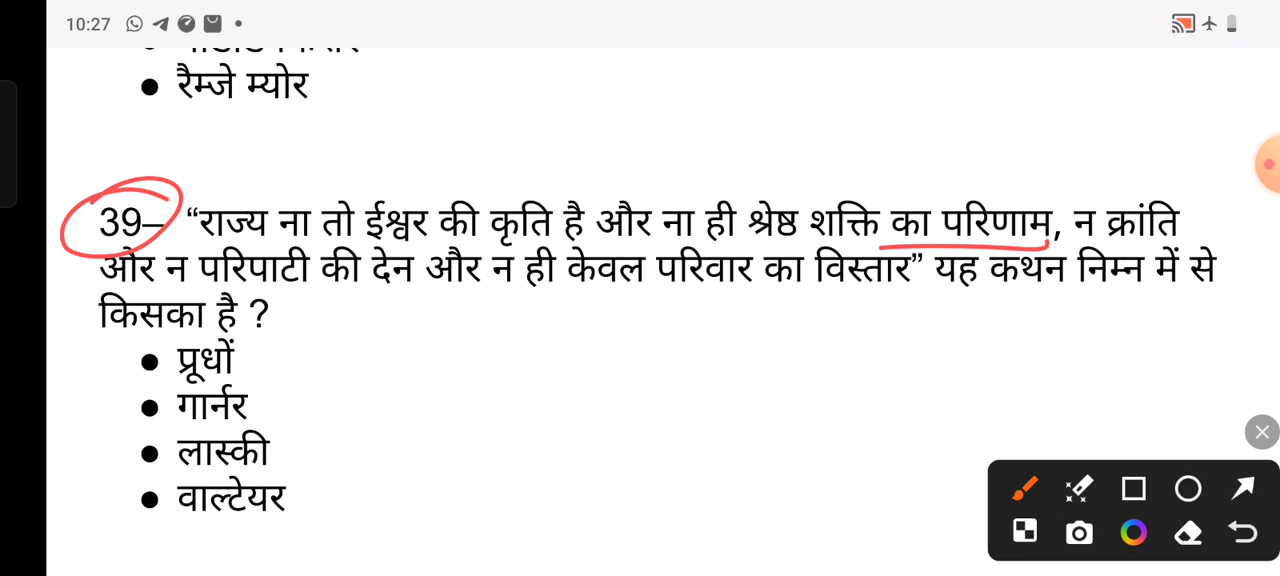 10:27
रैम्जे म्योर
39– “राज्य ना तो ईश्वर की कृति है और ना ही श्रेष्ठ शक्ति का परिणाम, न क्रांति
और न परिपाटी की देन और न ही केवल परिवार का विस्तार” यह कथन निम्न में से
किसका है ?
प्रूधों
गार्नर
लास्की
वाल्टेयर